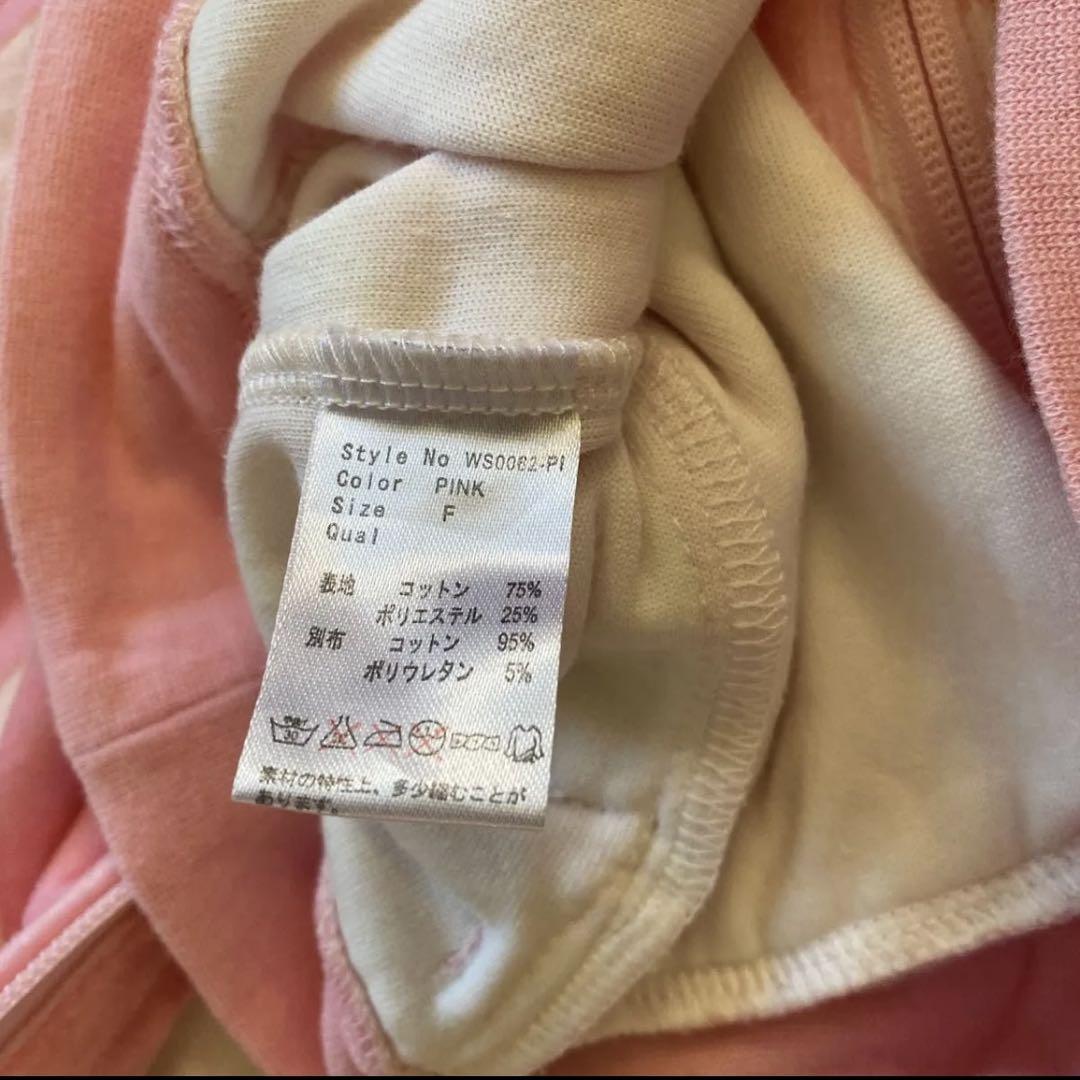 Style No WS0062-PI
Color PINK
Size F
Qual
表地 コットン 75%
ポリエステル 25%
別布 コットン 95%
ポリウレタン 5%
素材の特性上、多少縮むことが
あります。